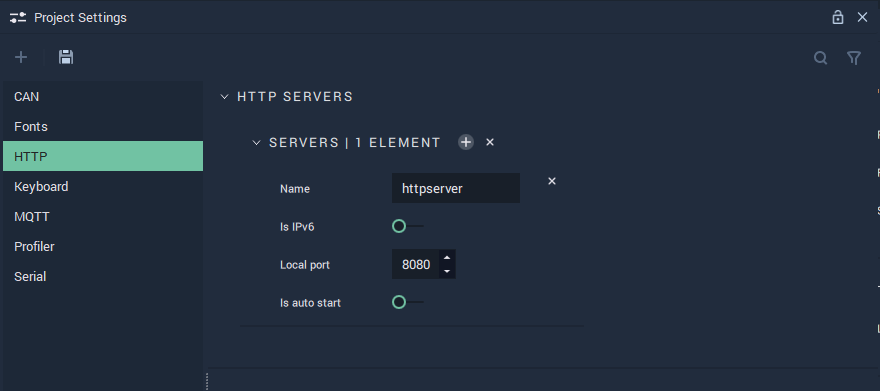 Project Settings
CAN
Fonts
HTTP
Keyboard
MQTT
Profiler
Serial
HTTP SERVERS
SERVERS | 1 ELEMENT
Name
httpserver
Is IPv6
Local port
8080
Is auto start